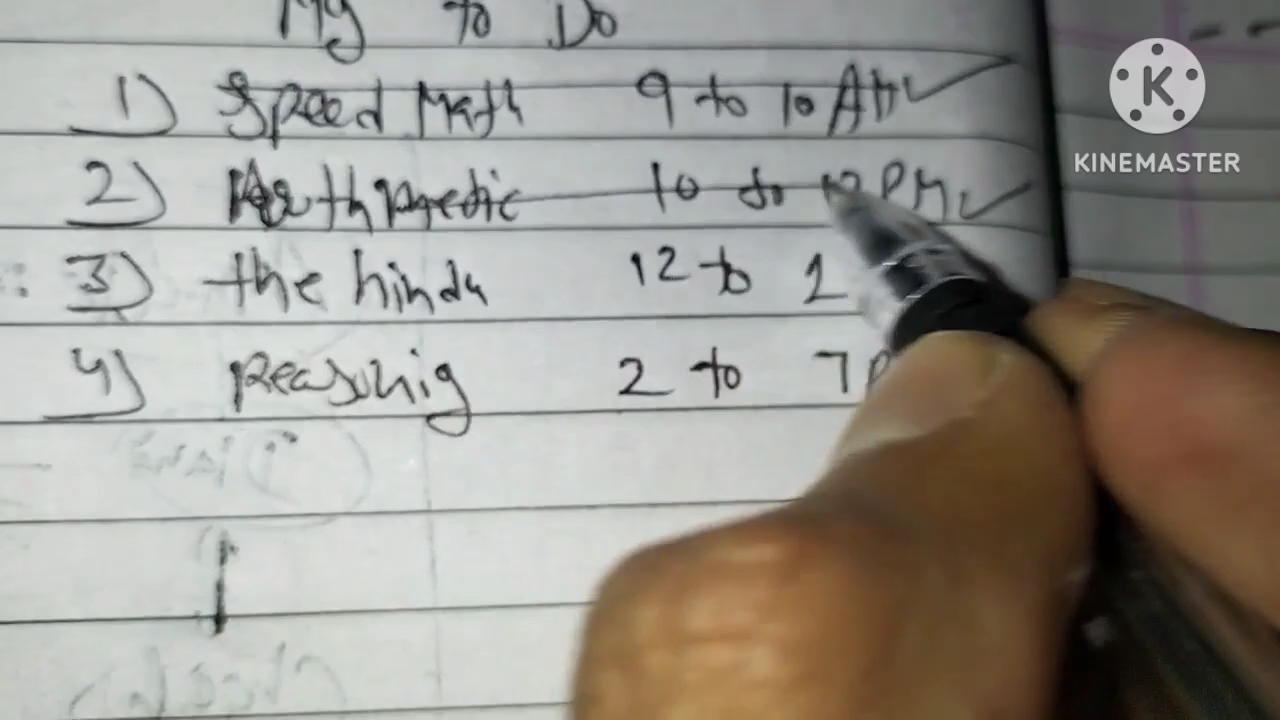 My to Do
1) Speed Math 9 to 10 AM
2) Arthmetic 10 to 12 PM
3) the hindu 12 to 1
4) Reasonig 2 to 7 P
K
KINEMASTER